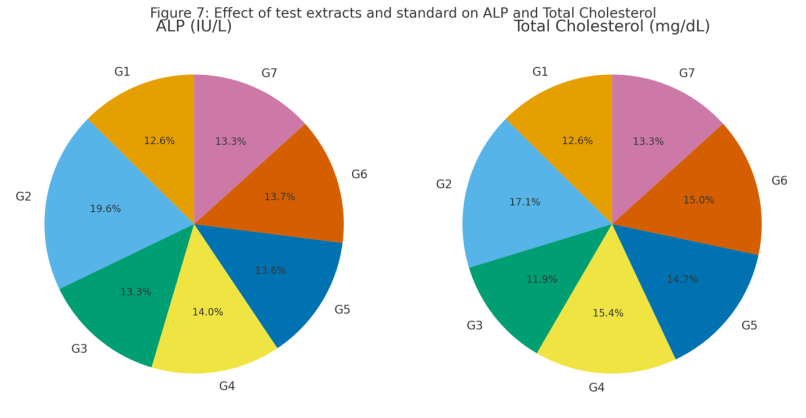 Figure 7: Effect of test extracts and standard on ALP and Total Cholesterol
ALP (IU/L)
G1
12.6%
G2
19.6%
G3
13.3%
G4
14.0%
G5
13.6%
G6
13.7%
G7
13.3%
Total Cholesterol (mg/dL)
G1
12.6%
G2
17.1%
G3
11.9%
G4
15.4%
G5
14.7%
G6
15.0%
G7
13.3%